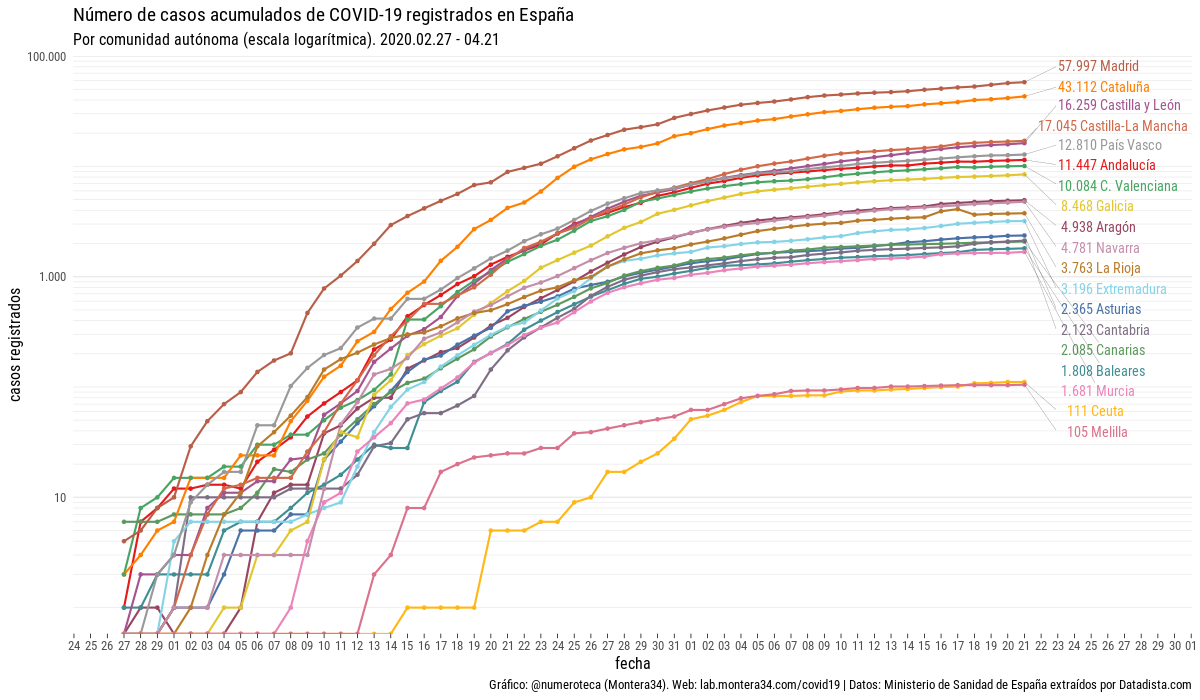 Número de casos acumulados de COVID-19 registrados en España
Por comunidad autónoma (escala logarítmica). 2020.02.27 - 04.21
100.000
57.997 Madrid
43.112 Cataluña
16.259 Castilla y León
17.045 Castilla-La Mancha
12.810 País Vasco
11.447 Andalucía
10.084 C. Valenciana
8.468 Galicia
4.938 Aragón
4.781 Navarra
3.763 La Rioja
1.000
3.196 Extremadura
2.365 Asturias
2.123 Cantabria
2.085 Canarias
1.808 Baleares
1.681 Murcia
111 Ceuta
105 Melilla
10
casos registrados
24 25 26 27 28 29 01 02 03 04 05 06 07 08 09 10 11 12 13 14 15 16 17 18 19 20 21 22 23 24 25 26 27 28 29 30 31 01 02 03 04 05 06 07 08 09 10 11 12 13 14 15 16 17 18 19 20 21 22 23 24 25 26 27 28 29 30 01
fecha
Gráfico: @numeroteca (Montera34). Web: lab.montera34.com/covid19 | Datos: Ministerio de Sanidad de España extraídos por Datadista.com